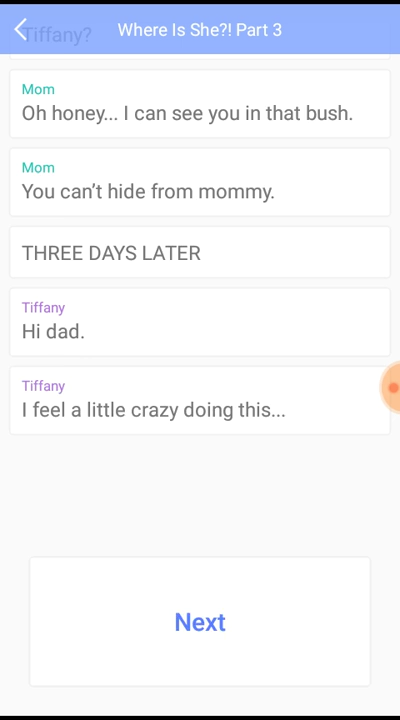 Tiffany?
Where Is She?! Part 3
Mom
Oh honey... I can see you in that bush.
Mom
You can't hide from mommy.
THREE DAYS LATER
Tiffany
Hi dad.
Tiffany
I feel a little crazy doing this...
Next